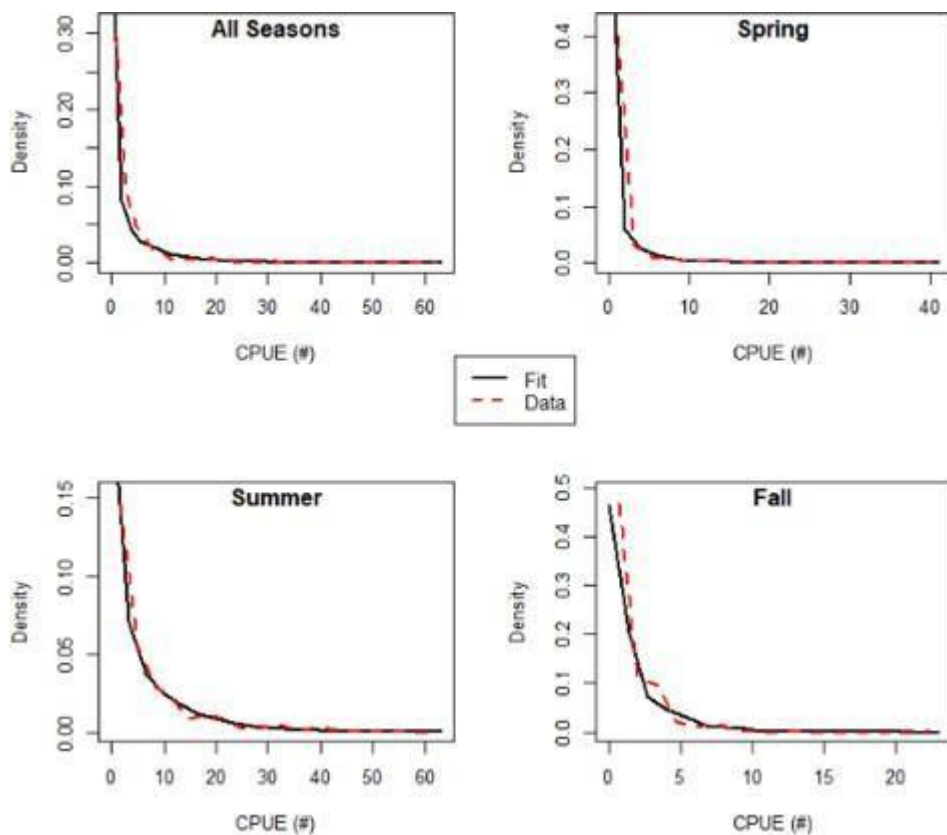 All Seasons
Density
0.00
0.10
0.20
0.30
0 10 20 30 40 50 60
CPUE (#)
Spring
Density
0.0
0.1
0.2
0.3
0.4
0 10 20 30 40
CPUE (#)
Fit
Data
Summer
Density
0.00
0.05
0.10
0.15
0 10 20 30 40 50 60
CPUE (#)
Fall
Density
0.0
0.1
0.2
0.3
0.4
0.5
0 5 10 15 20
CPUE (#)